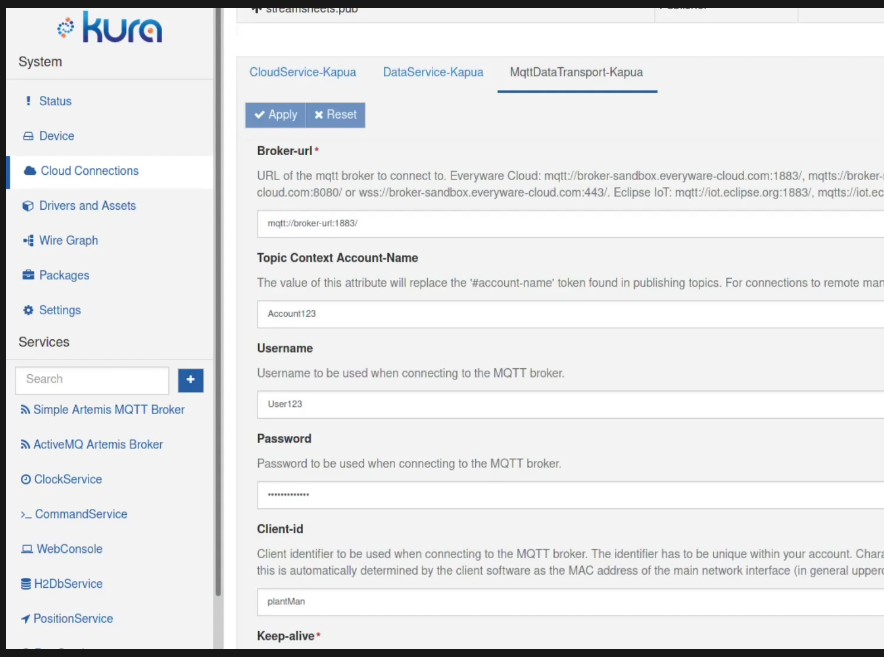 kura
System
Status
Device
Cloud Connections
Drivers and Assets
Wire Graph
Packages
Settings
Services
Search
+
Simple Artemis MQTT Broker
ActiveMQ Artemis Broker
ClockService
CommandService
WebConsole
H2DbService
PositionService
streamsheets.pub
CloudService-Kapua DataService-Kapua MqttDataTransport-Kapua
Apply Reset
Broker-url*
URL of the mqtt broker to connect to. Everyware Cloud: mqtt://broker-sandbox.everyware-cloud.com:1883/, mqtts://broker-
cloud.com:8080/ or wss://broker-sandbox.everyware-cloud.com:443/. Eclipse IoT: mqtt://iot.eclipse.org:1883/, mqtts://iot.ec
mqtt://broker-url:1883/
Topic Context Account-Name
The value of this attribute will replace the '#account-name' token found in publishing topics. For connections to remote man
Account123
Username
Username to be used when connecting to the MQTT broker.
User123
Password
Password to be used when connecting to the MQTT broker.
•••••••••••••
Client-id
Client identifier to be used when connecting to the MQTT broker. The identifier has to be unique within your account. Chara
this is automatically determined by the client software as the MAC address of the main network interface (in general upperc
plantMan
Keep-alive*